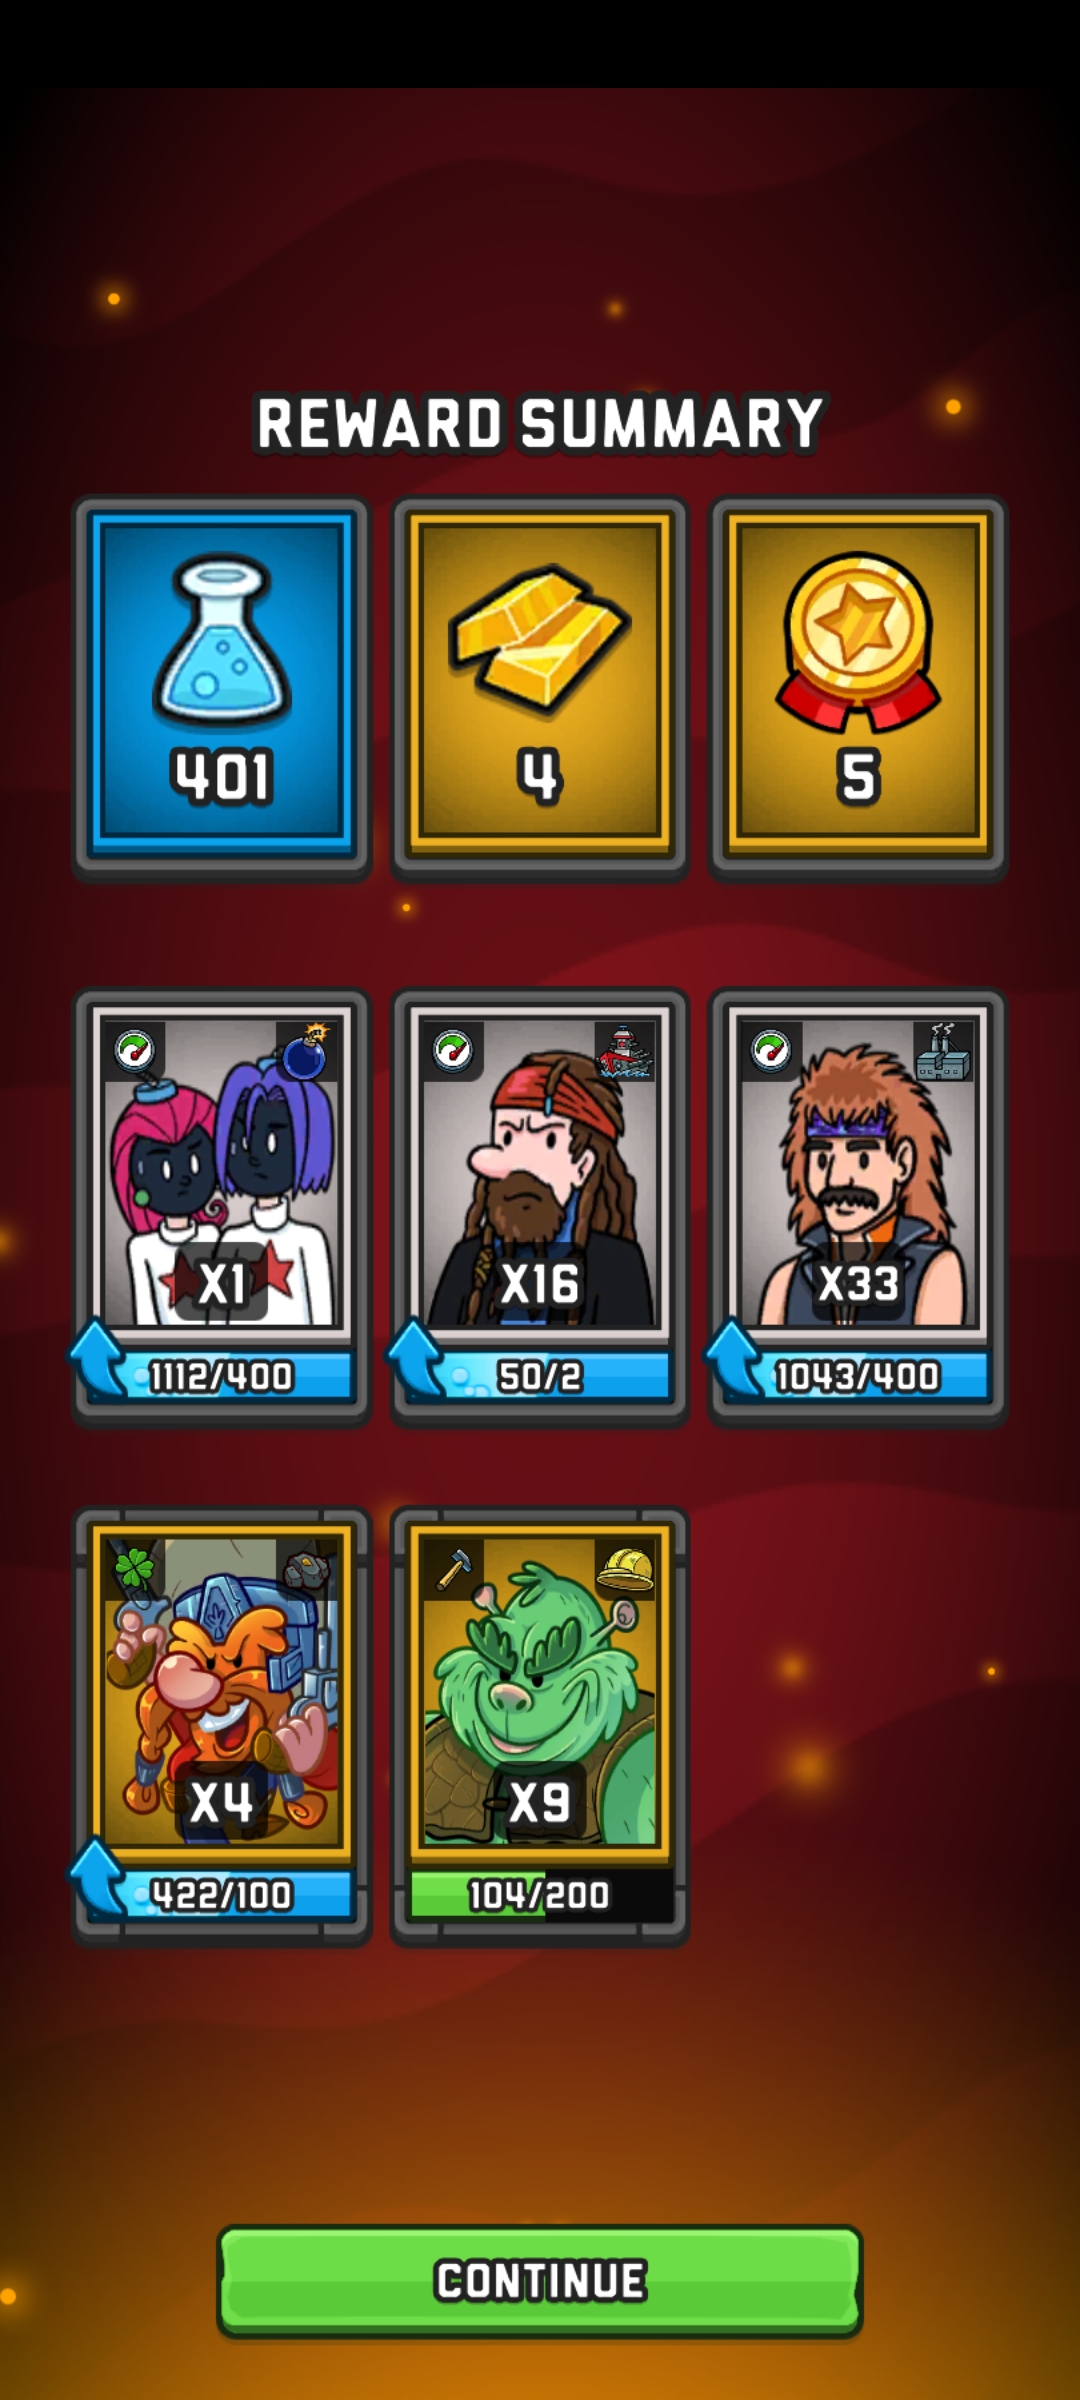 REWARD SUMMARY
401
4
5
X1
X16
X33
1112/400
50/2
1043/400
X4
X9
422/100
104/200
CONTINUE